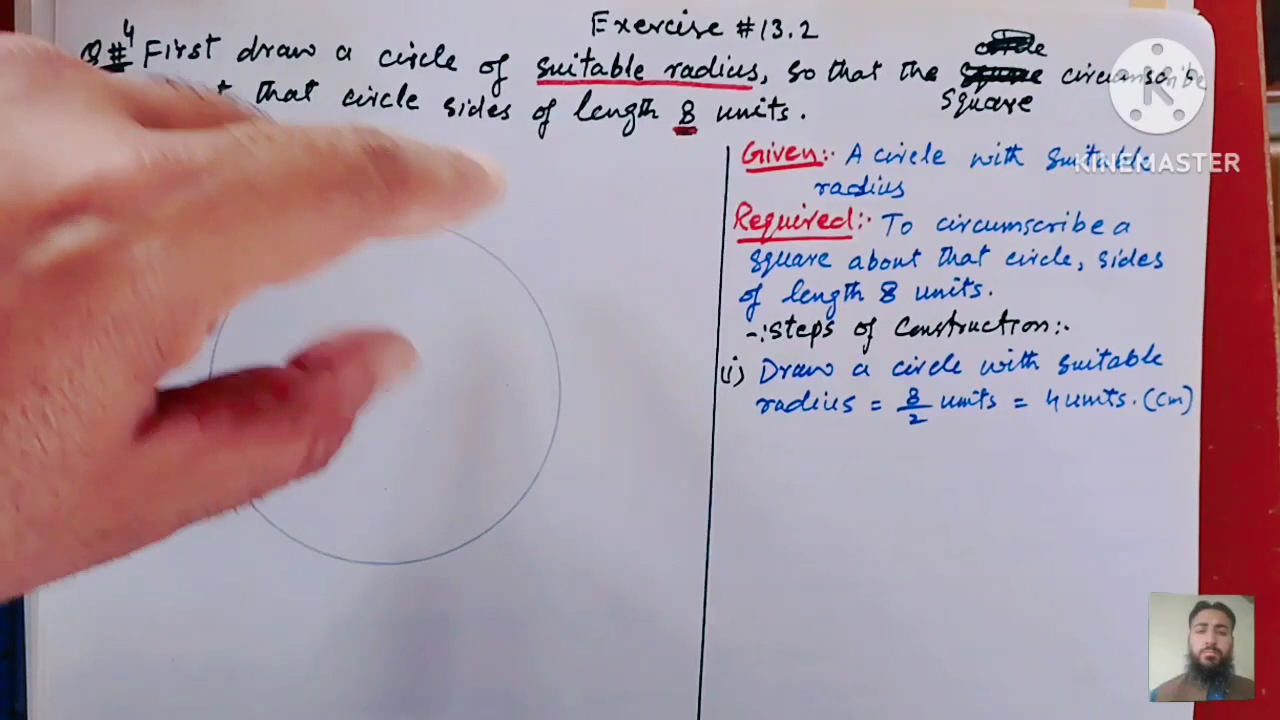 Exercise #13.2
Q#4 First draw a circle of suitable radius, so that the circumscribe
square
that circle sides of length 8 units.
Given:- A circle with suitable
radius
Required:- To circumscribe a
square about that circle, sides
of length 8 units.
-:Steps of Construction:-
(i) Draw a circle with suitable
radius = 8/2 units = 4 units. (cm)
KINEMASTER